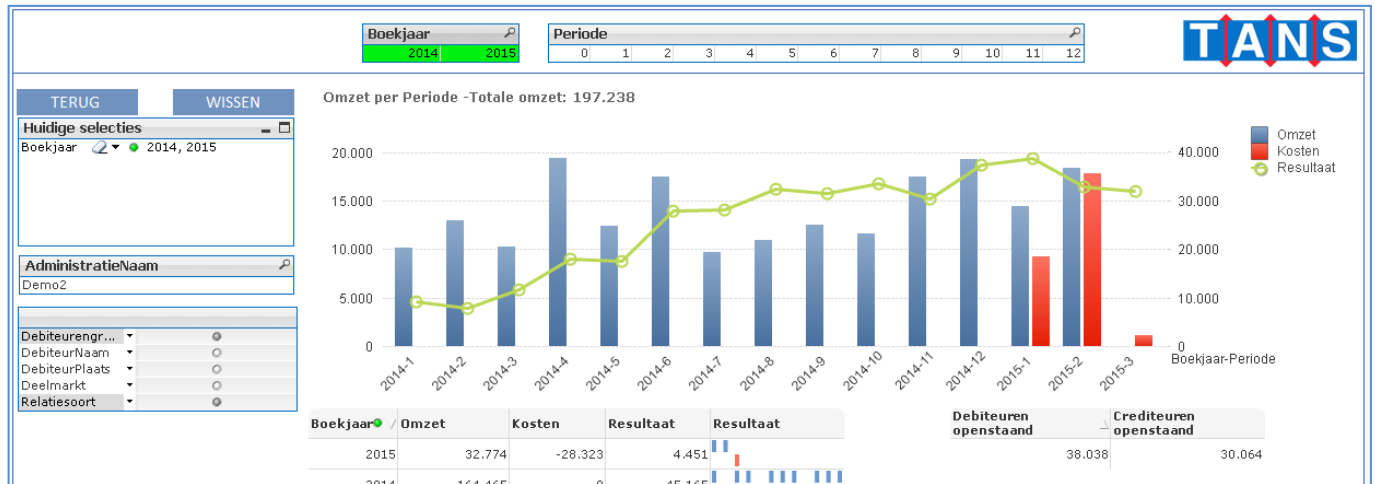 Boekjaar
2014 2015
Periode
0 1 2 3 4 5 6 7 8 9 10 11 12
TANS
TERUG WISSEN
Huidige selecties
Boekjaar 2014, 2015
AdministratieNaam
Demo2
Debiteurengr...
DebiteurNaam
DebiteurPlaats
Deelmarkt
Relatiesoort
Omzet per Periode -Totale omzet: 197.238
Omzet
Kosten
Resultaat
20.000
15.000
10.000
5.000
0
40.000
30.000
20.000
10.000
0
2014-1 2014-2 2014-3 2014-4 2014-5 2014-6 2014-7 2014-8 2014-9 2014-10 2014-11 2014-12 2015-1 2015-2 2015-3
Boekjaar-Periode
Boekjaar Omzet Kosten Resultaat Resultaat
2015 32.774 -28.323 4.451
2014 164.465 0 45.165
Debiteuren openstaand
Crediteuren openstaand
38.038 30.064